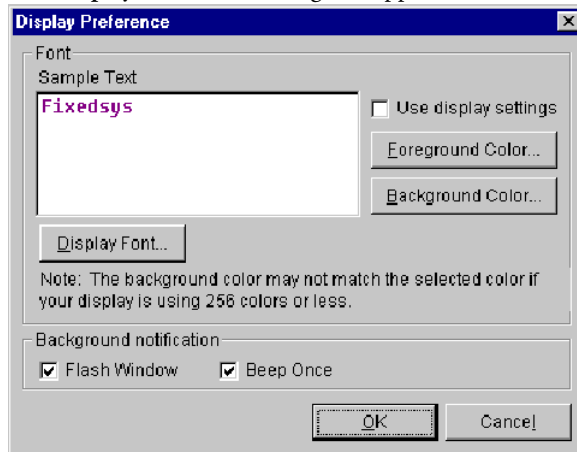 Display Preference
Font
Sample Text
Fixedsys
Use display settings
Foreground Color...
Background Color...
Display Font...
Note: The background color may not match the selected color if
your display is using 256 colors or less.
Background notification
Flash Window Beep Once
OK Cancel